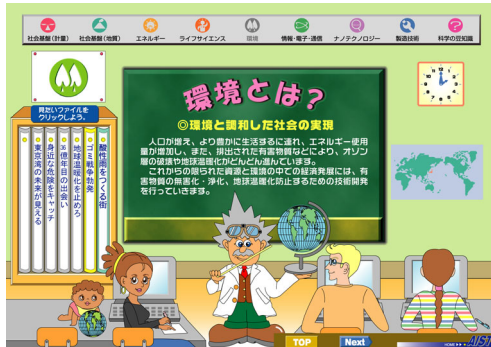 社会基盤(計量) 社会基盤(地質) エネルギー ライフサイエンス 環境 情報・電子・通信 ナノテクノロジー 製造技術 科学の豆知識
見たいファイルを
クリックしよう。
酸性雨をつくる街
ゴミ戦争勃発
地球温暖化を止めろ
36億年目の出会い
身近な危険をキャッチ
東京湾の未来が見える
環境とは?
◎環境と調和した社会の実現
人口が増え、より豊かに生活するに連れ、エネルギー使用
量が増加し、また、排出された有害物質などにより、オゾン
層の破壊や地球温暖化がどんどん進んでいます。
これからの限られた資源と環境の中での経済発展には、有
害物質の無害化・浄化、地球温暖化防止するための技術開発
を行っていきます。
TOP Next
HOME AIST